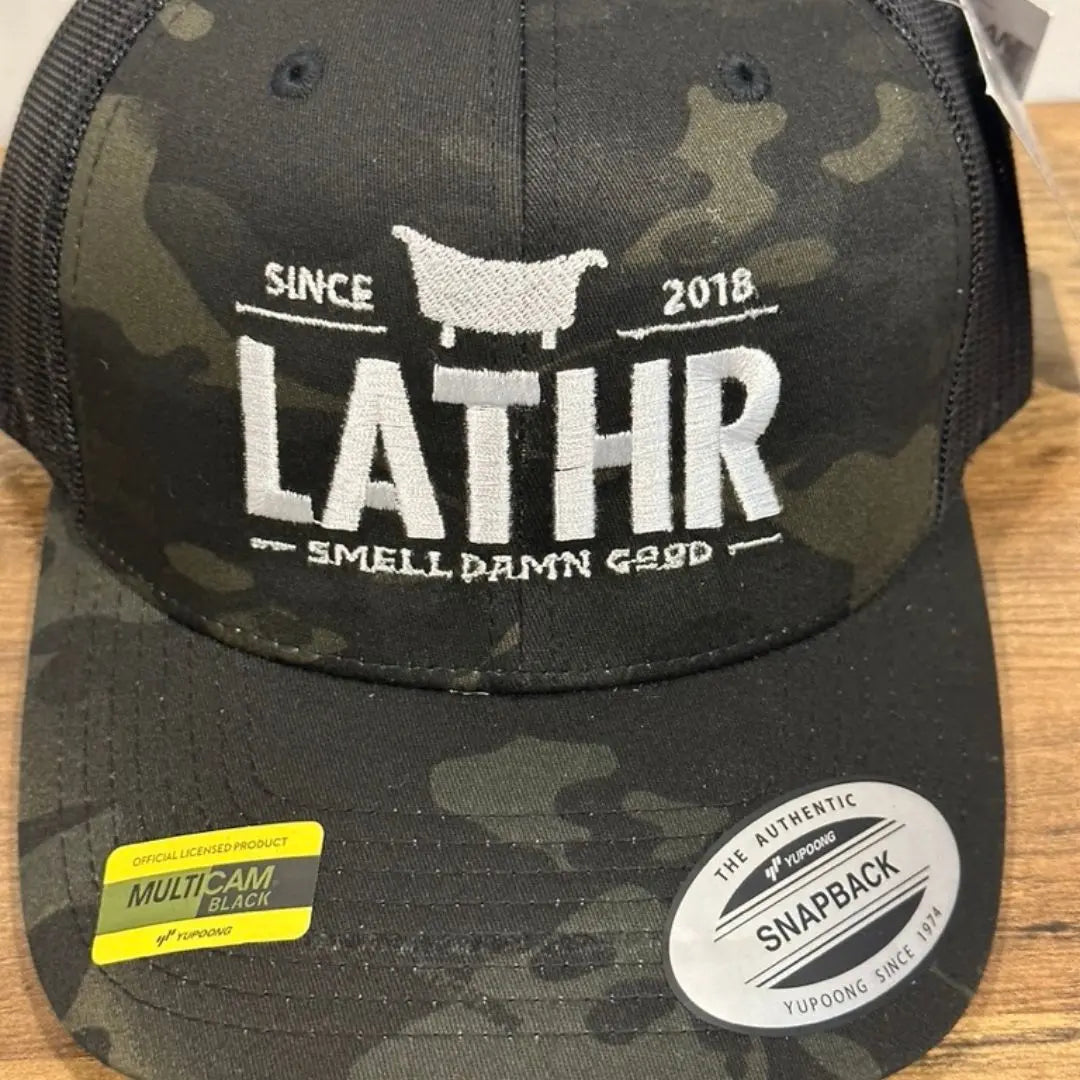 SINCE 2018
LATHR
SMELL DAMN GOOD
OFFICIAL LICENSED PRODUCT
MULTICAM
BLACK
YUPOONG
THE AUTHENTIC
YUPOONG
SNAPBACK
YUPOONG SINCE 1974